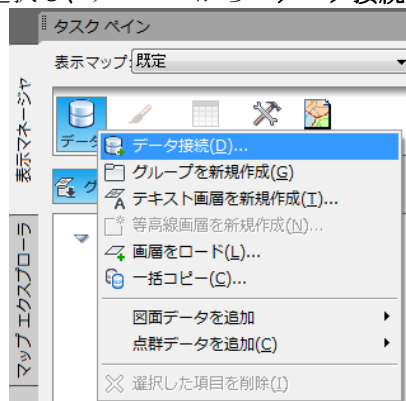 タスク ペイン
表示マップ: 既定
表示マネージャ
マップ エクスプローラ
データ
グ
データ接続(D)...
グループを新規作成(G)
テキスト画層を新規作成(T)...
等高線画層を新規作成(N)...
画層をロード(L)...
一括コピー(C)...
図面データを追加
点群データを追加(C)
選択した項目を削除(I)